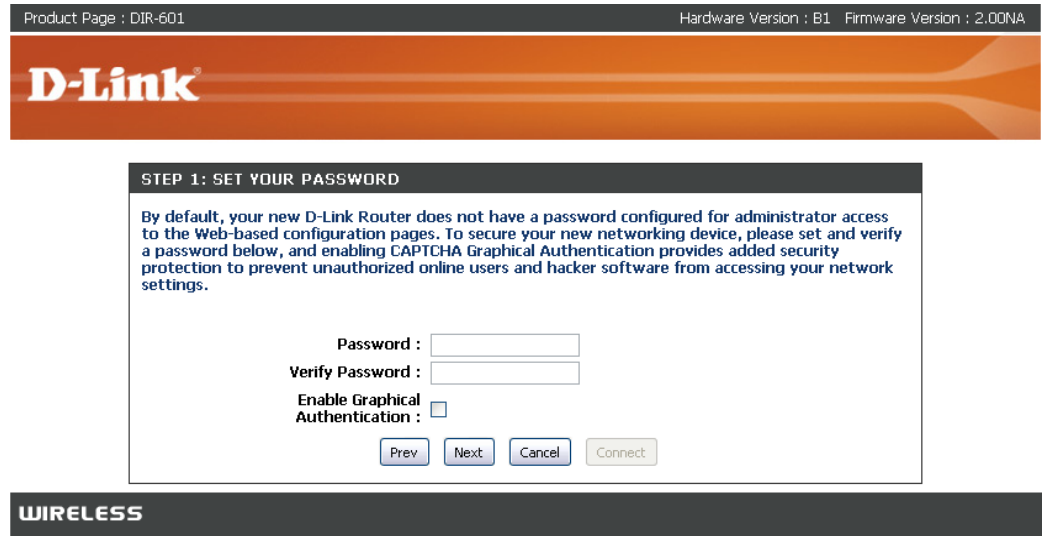 Product Page : DIR-601 Hardware Version : B1 Firmware Version : 2.00NA
D-Link®
STEP 1: SET YOUR PASSWORD
By default, your new D-Link Router does not have a password configured for administrator access
to the Web-based configuration pages. To secure your new networking device, please set and verify
a password below, and enabling CAPTCHA Graphical Authentication provides added security
protection to prevent unauthorized online users and hacker software from accessing your network
settings.
Password :
Verify Password :
Enable Graphical
Authentication :
Prev Next Cancel Connect
WIRELESS